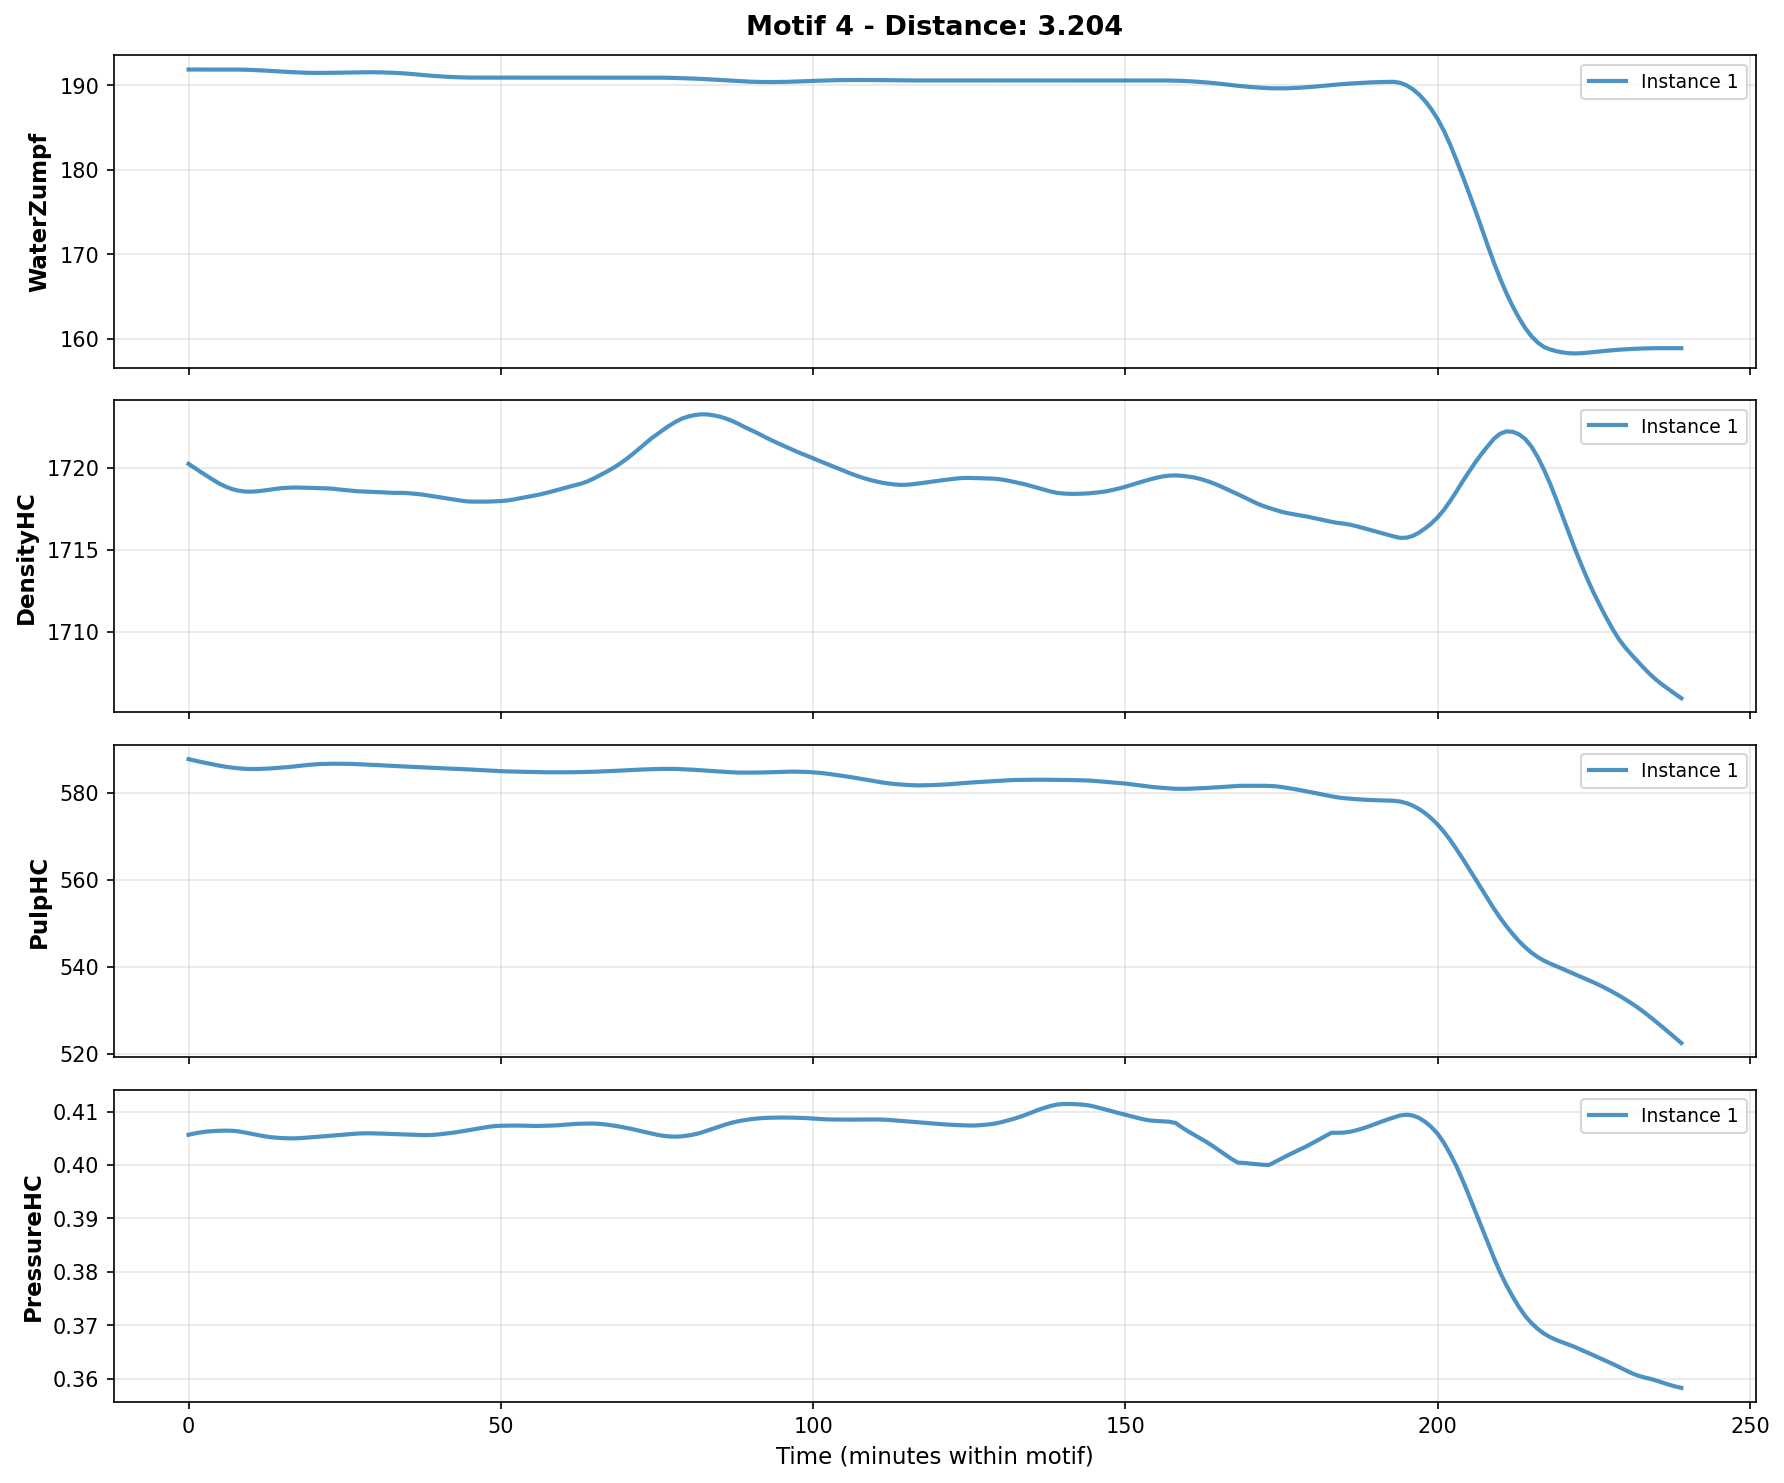 Motif 4 - Distance: 3.204
WaterZumpf
190
180
170
160
Instance 1
DensityHC
1720
1715
1710
Instance 1
PulpHC
580
560
540
520
Instance 1
PressureHC
0.41
0.40
0.39
0.38
0.37
0.36
Instance 1
0 50 100 150 200 250
Time (minutes within motif)